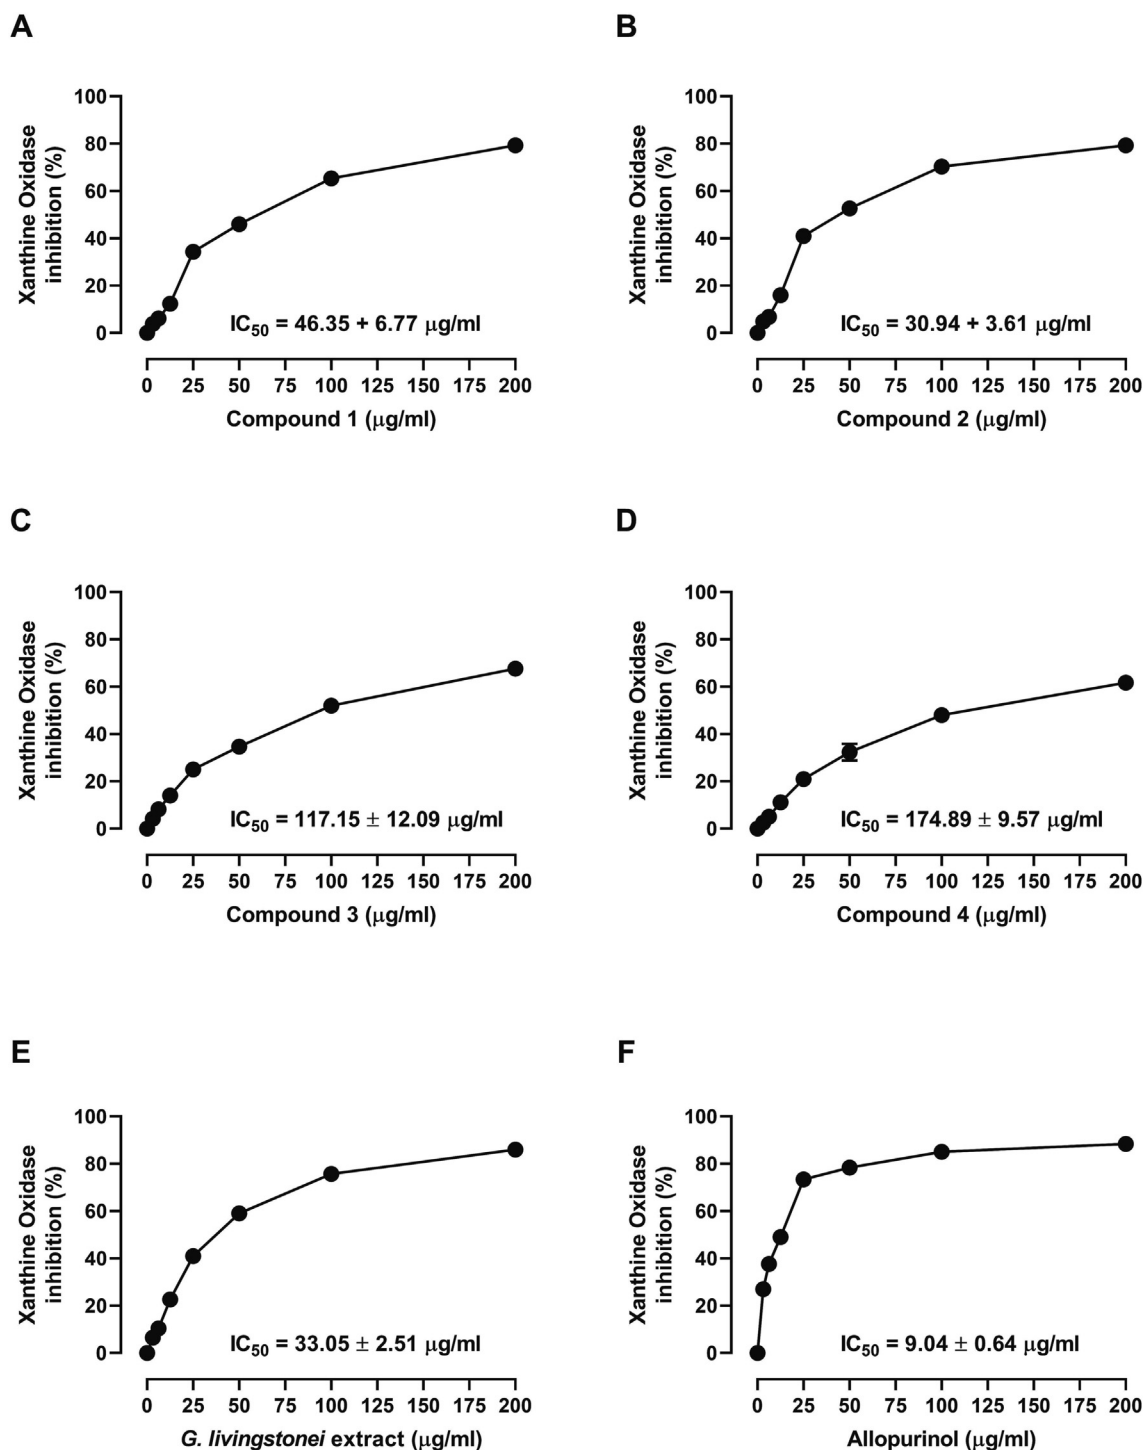 A
Xanthine Oxidase
inhibition (%)
100
80
60
40
20
0
IC50 = 46.35 + 6.77 μg/ml
0 25 50 75 100 125 150 175 200
Compound 1 (μg/ml)
B
Xanthine Oxidase
inhibition (%)
100
80
60
40
20
0
IC50 = 30.94 + 3.61 μg/ml
0 25 50 75 100 125 150 175 200
Compound 2 (μg/ml)
C
Xanthine Oxidase
inhibition (%)
100
80
60
40
20
0
IC50 = 117.15 ± 12.09 μg/ml
0 25 50 75 100 125 150 175 200
Compound 3 (μg/ml)
D
Xanthine Oxidase
inhibition (%)
100
80
60
40
20
0
IC50 = 174.89 ± 9.57 μg/ml
0 25 50 75 100 125 150 175 200
Compound 4 (μg/ml)
E
Xanthine Oxidase
inhibition (%)
100
80
60
40
20
0
IC50 = 33.05 ± 2.51 μg/ml
0 25 50 75 100 125 150 175 200
G. livingstonei extract (μg/ml)
F
Xanthine Oxidase
inhibition (%)
100
80
60
40
20
0
IC50 = 9.04 ± 0.64 μg/ml
0 25 50 75 100 125 150 175 200
Allopurinol (μg/ml)